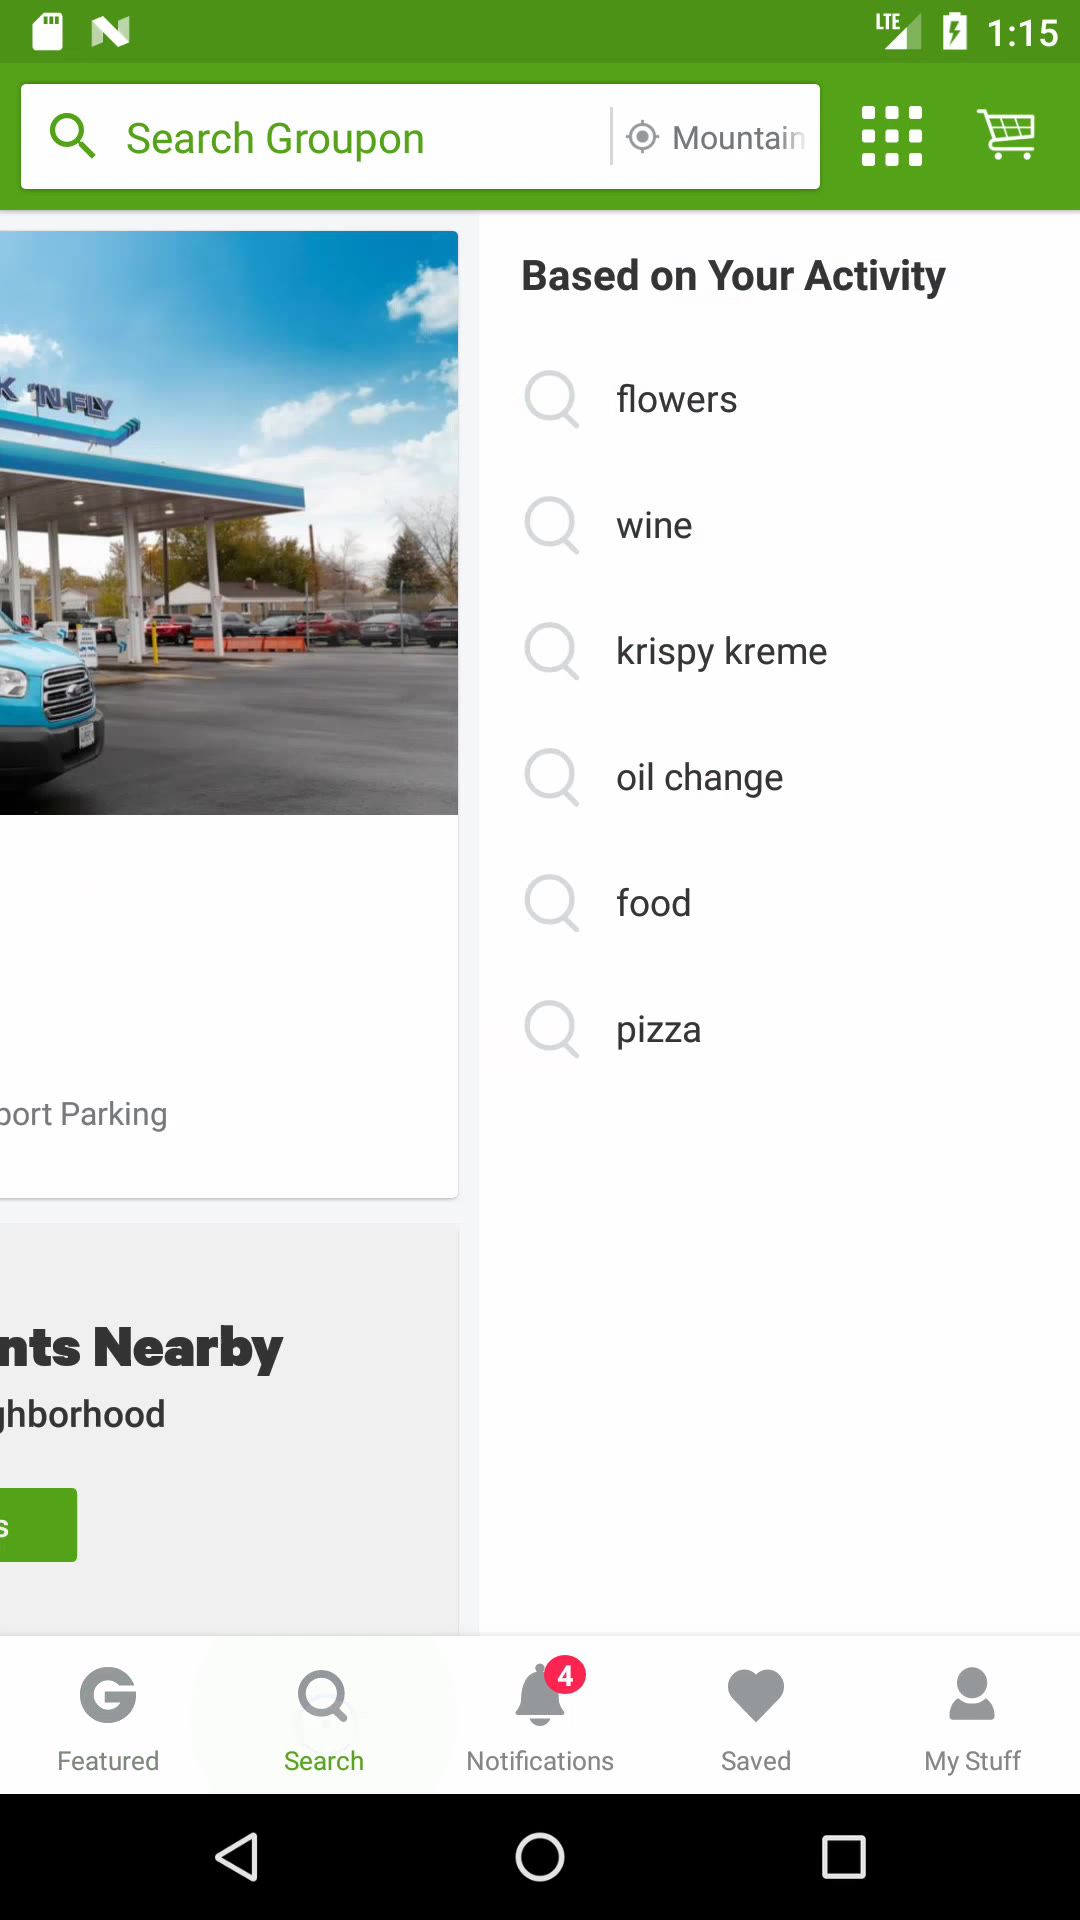 LTE 1:15
Search Groupon
Mountain
Based on Your Activity
K 'N FLY
flowers
wine
krispy kreme
oil change
food
pizza
port Parking
nts Nearby
ghborhood
s
4
Featured
Search
Notifications
Saved
My Stuff